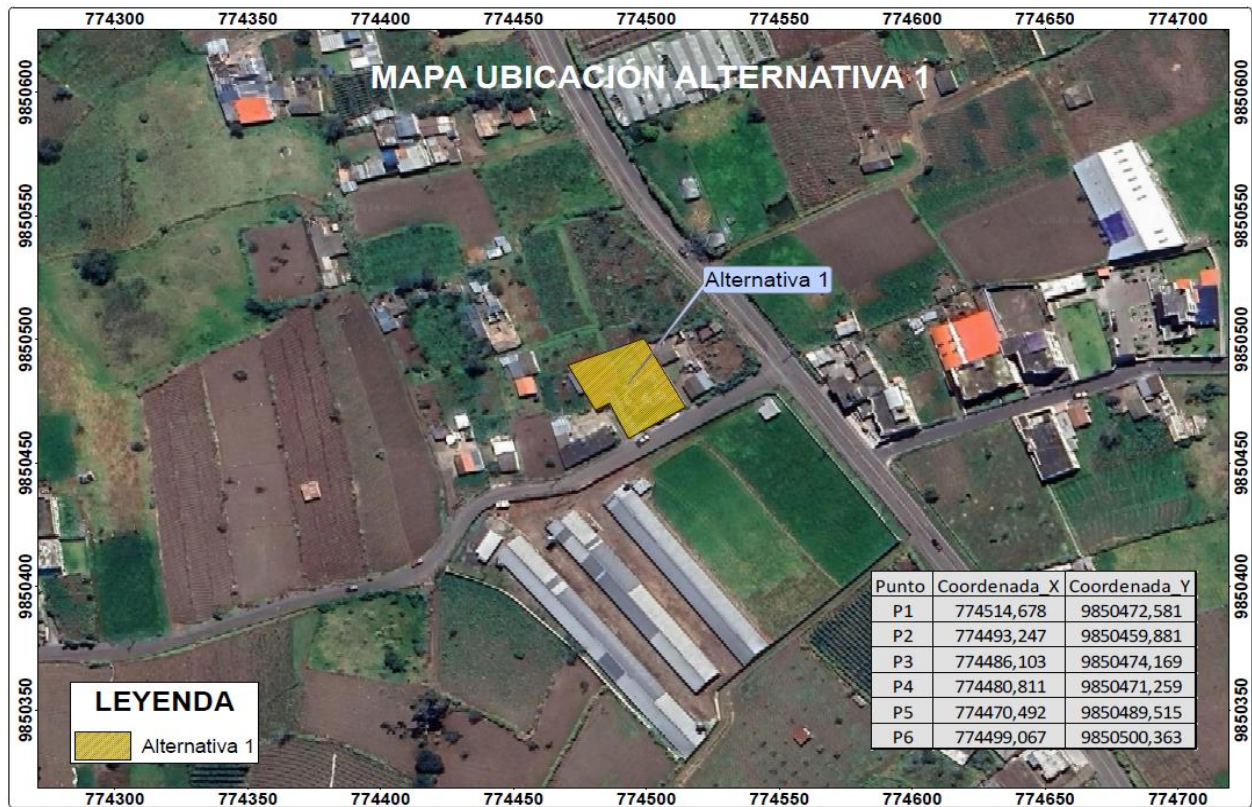 774300 774350 774400 774450 774500 774550 774600 774650 774700
MAPA UBICACIÓN ALTERNATIVA 1
9850600 9850600
9850550 9850550
Alternativa 1
9850500 9850500
9850450 9850450
9850400 9850400
9850350 9850350
Punto Coordenada_X Coordenada_Y
P1 774514,678 9850472,581
P2 774493,247 9850459,881
P3 774486,103 9850474,169
P4 774480,811 9850471,259
P5 774470,492 9850489,515
P6 774499,067 9850500,363
LEYENDA
Alternativa 1
774300 774350 774400 774450 774500 774550 774600 774650 774700